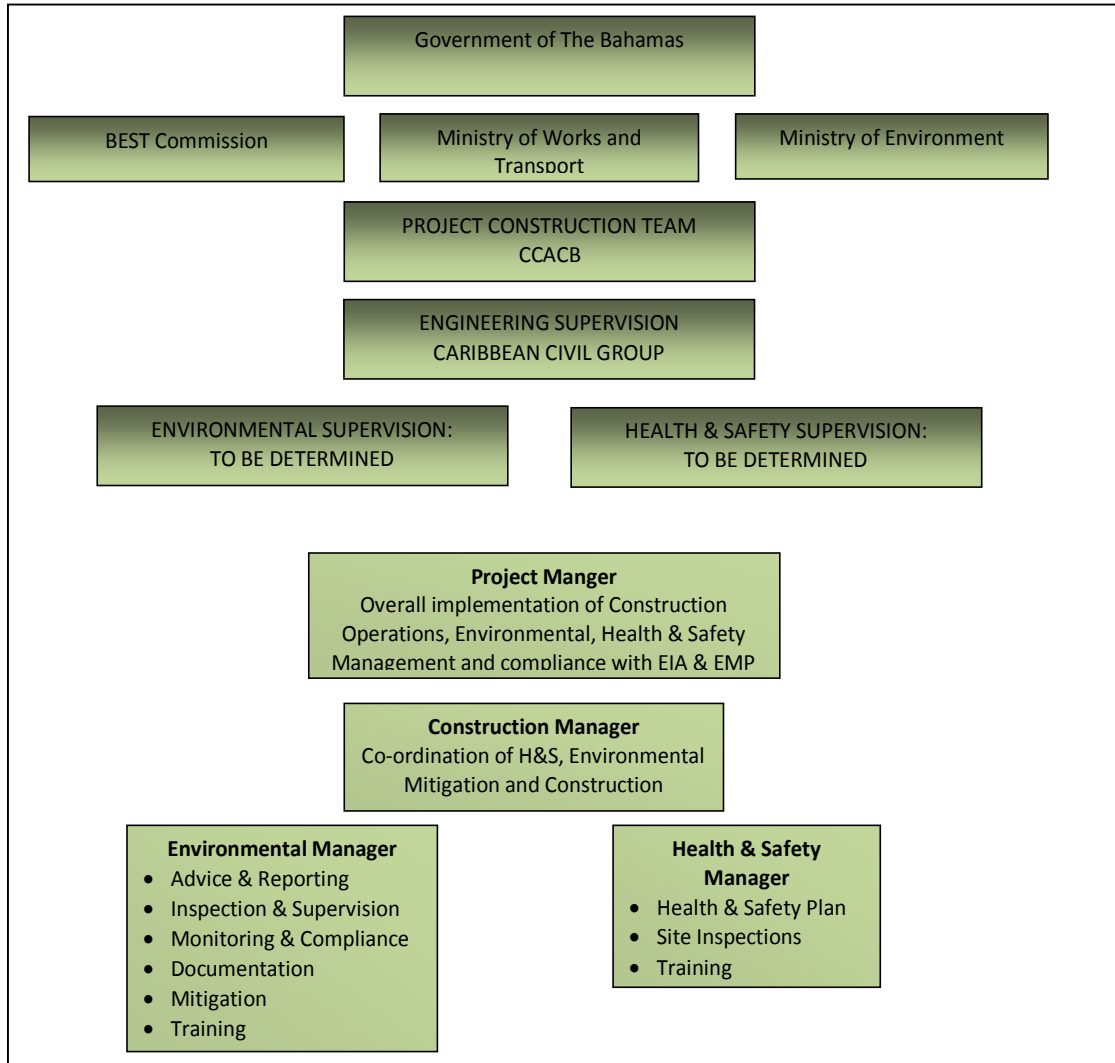 Government of The Bahamas
BEST Commission
Ministry of Works and
Transport
Ministry of Environment
PROJECT CONSTRUCTION TEAM
CCACB
ENGINEERING SUPERVISION
CARIBBEAN CIVIL GROUP
ENVIRONMENTAL SUPERVISION:
TO BE DETERMINED
HEALTH & SAFETY SUPERVISION:
TO BE DETERMINED
Project Manger
Overall implementation of Construction
Operations, Environmental, Health & Safety
Management and compliance with EIA & EMP
Construction Manager
Co-ordination of H&S, Environmental
Mitigation and Construction
Environmental Manager
• Advice & Reporting
• Inspection & Supervision
• Monitoring & Compliance
• Documentation
• Mitigation
• Training
Health & Safety
Manager
• Health & Safety Plan
• Site Inspections
• Training